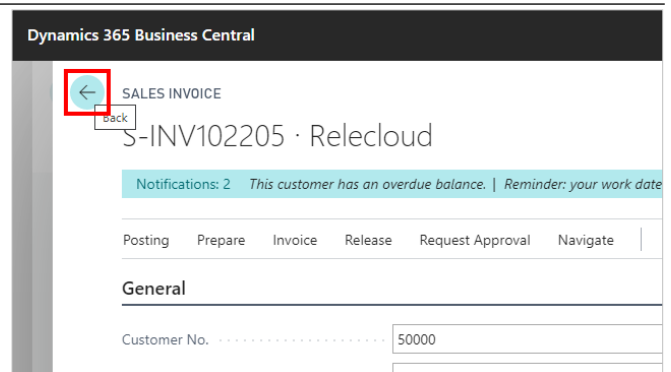 Dynamics 365 Business Central
SALES INVOICE
Back
S-INV102205 · Relecloud
Notifications: 2 This customer has an overdue balance. | Reminder: your work date
Posting Prepare Invoice Release Request Approval Navigate
General
Customer No. 50000